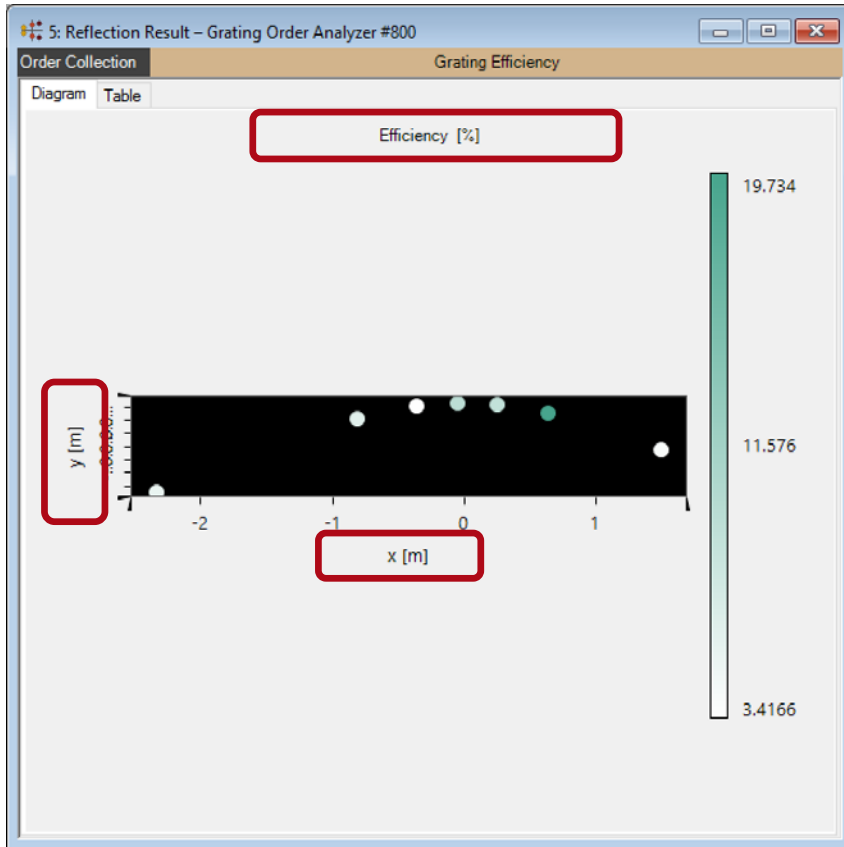 5: Reflection Result – Grating Order Analyzer #800
Order Collection
Grating Efficiency
Diagram
Table
Efficiency [%]
19.734
11.576
3.4166
y [m]
-2
-1
0
1
x [m]